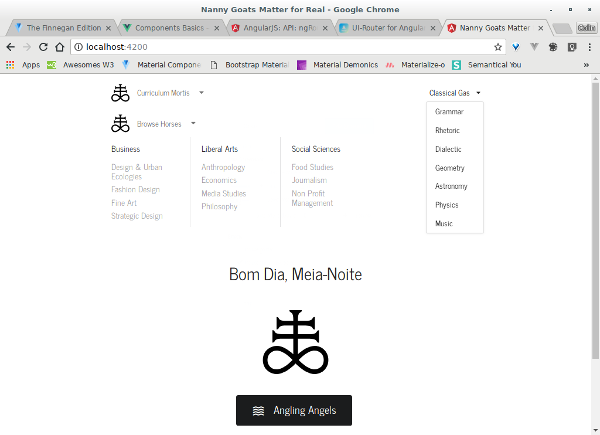 Nanny Goats Matter for Real - Google Chrome
The Finnegan Edition
Components Basics -
AngularJS: API: ngRo
UI-Router for Angular
Nanny Goats Matter
localhost:4200
Apps
Awesomes W3
Material Compone
Bootstrap Material
Material Demonics
Materialize-o
Semantical You
»
Curriculum Mortis
Classical Gas
Browse Horses
Grammar
Rhetoric
Dialectic
Geometry
Astronomy
Physics
Music
Business
Design & Urban
Ecologies
Fashion Design
Fine Art
Strategic Design
Liberal Arts
Anthropology
Economics
Media Studies
Philosophy
Social Sciences
Food Studies
Journalism
Non Profit
Management
Bom Dia, Meia-Noite
Angling Angels